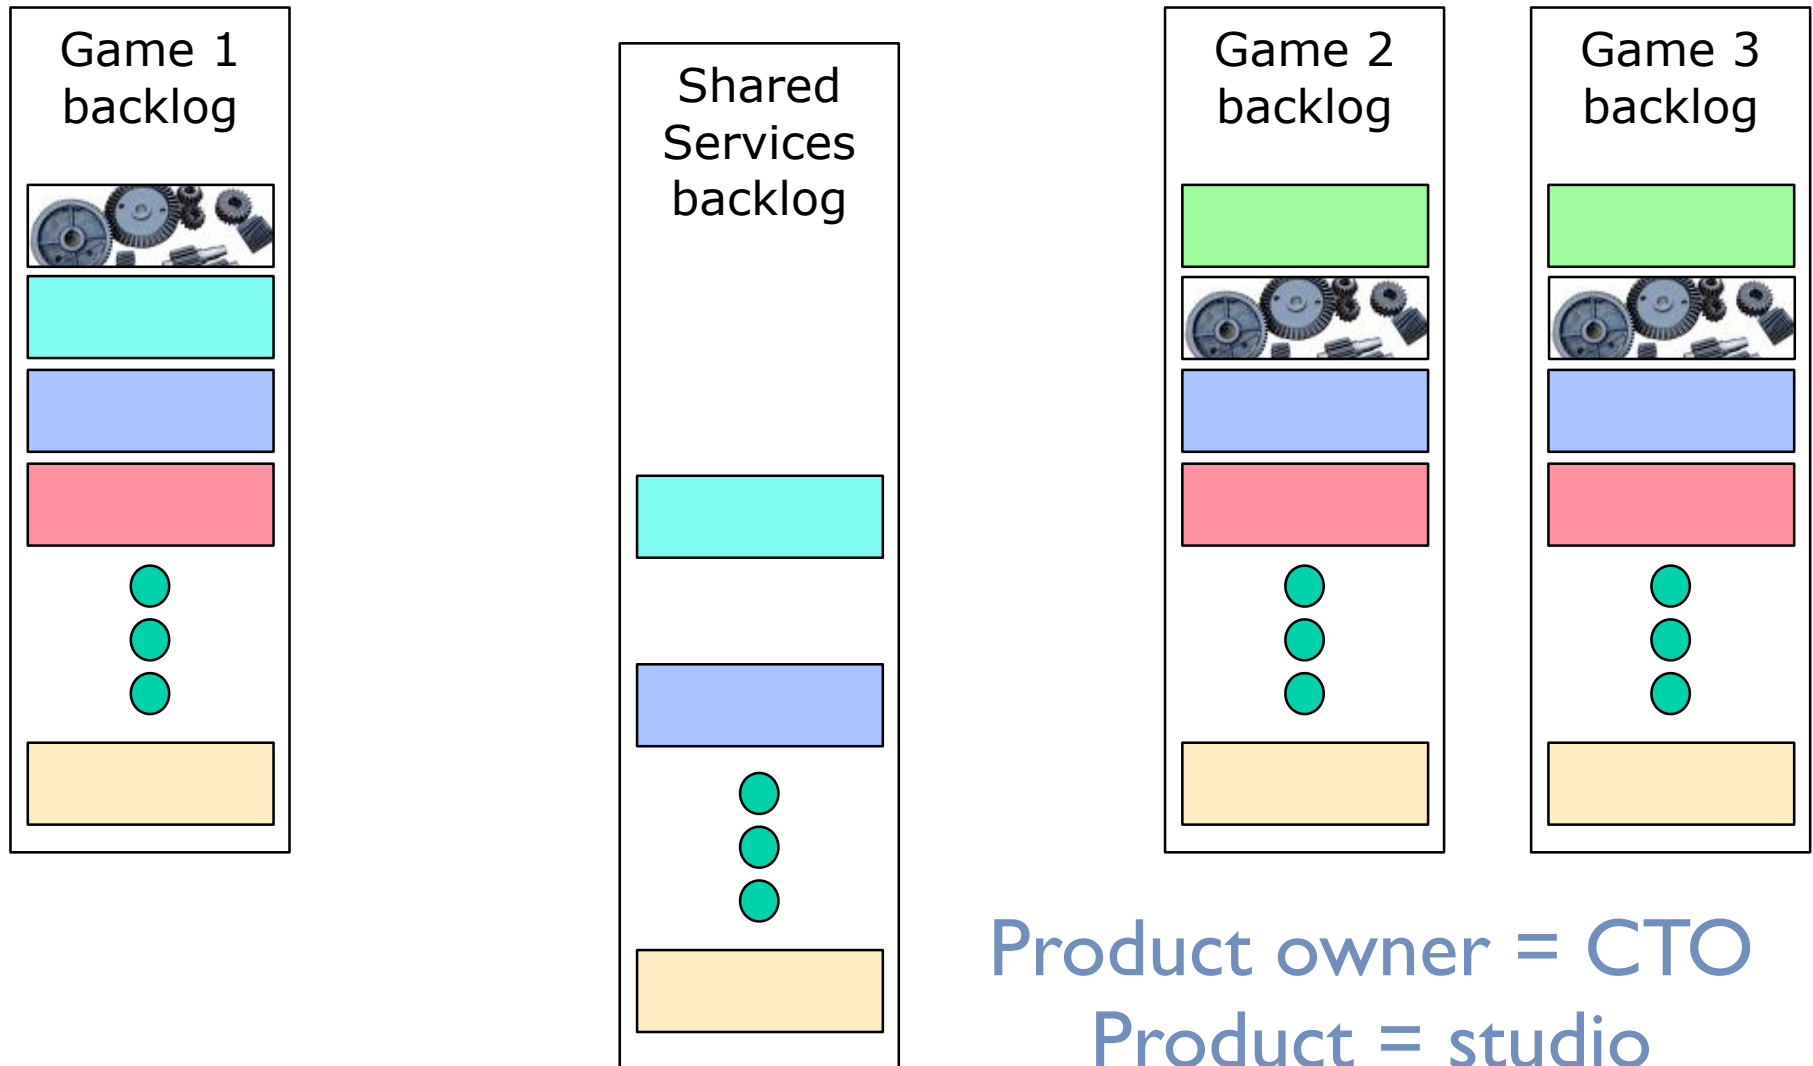 Game 1
backlog
Shared
Services
backlog
Game 2
backlog
Game 3
backlog
Product owner = CTO
Product = studio